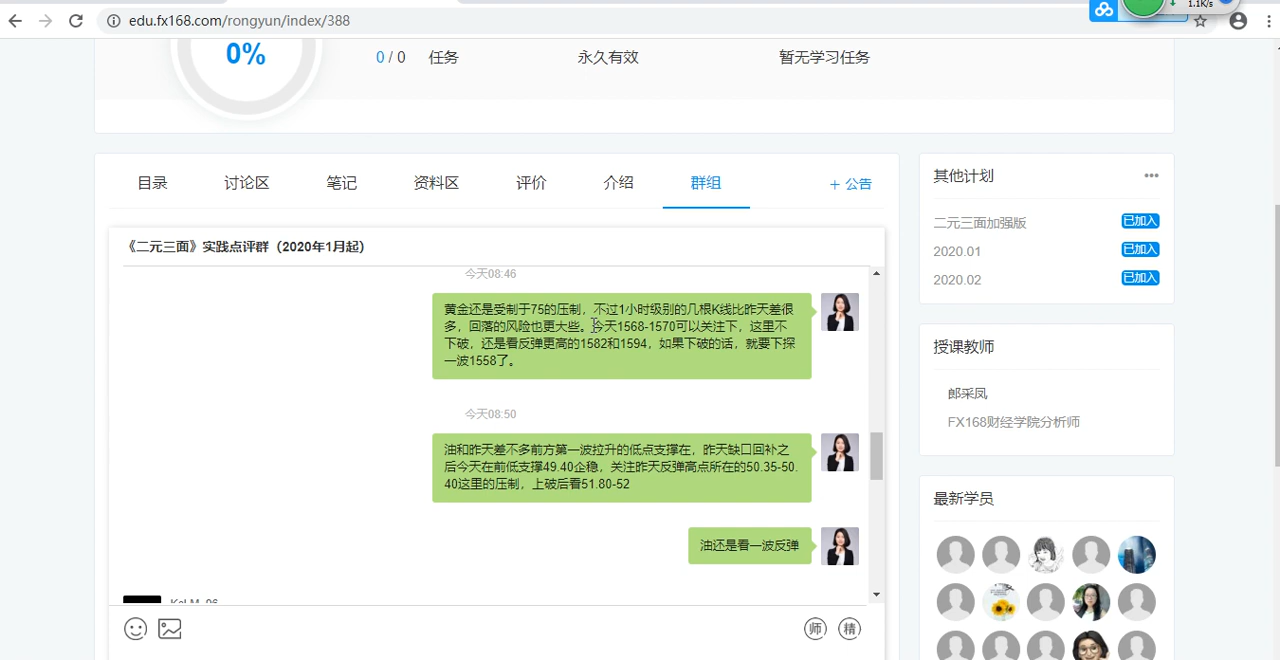 edu.fx168.com/rongyun/index/388
1.1K/s
0%
0 / 0 任务 永久有效 暂无学习任务
目录 讨论区 笔记 资料区 评价 介绍 群组 + 公告
《二元三面》实践点评群（2020年1月起）
今天08:46
黄金还是受制于75的压制，不过1小时级别的几根K线比昨天差很
多，回落的风险也更大些。今天1568-1570可以关注下，这里不
下破，还是看反弹更高的1582和1594，如果下破的话，就要下探
一波1558了。
今天08:50
油和昨天差不多前方第一波拉升的低点支撑在，昨天缺口回补之
后今天在前低支撑49.40企稳，关注昨天反弹高点所在的50.35-50.
40这里的压制，上破后看51.80-52
油还是看一波反弹
师 精
其他计划
二元三面加强版 已加入
2020.01 已加入
2020.02 已加入
授课教师
郎采凤
FX168财经学院分析师
最新学员